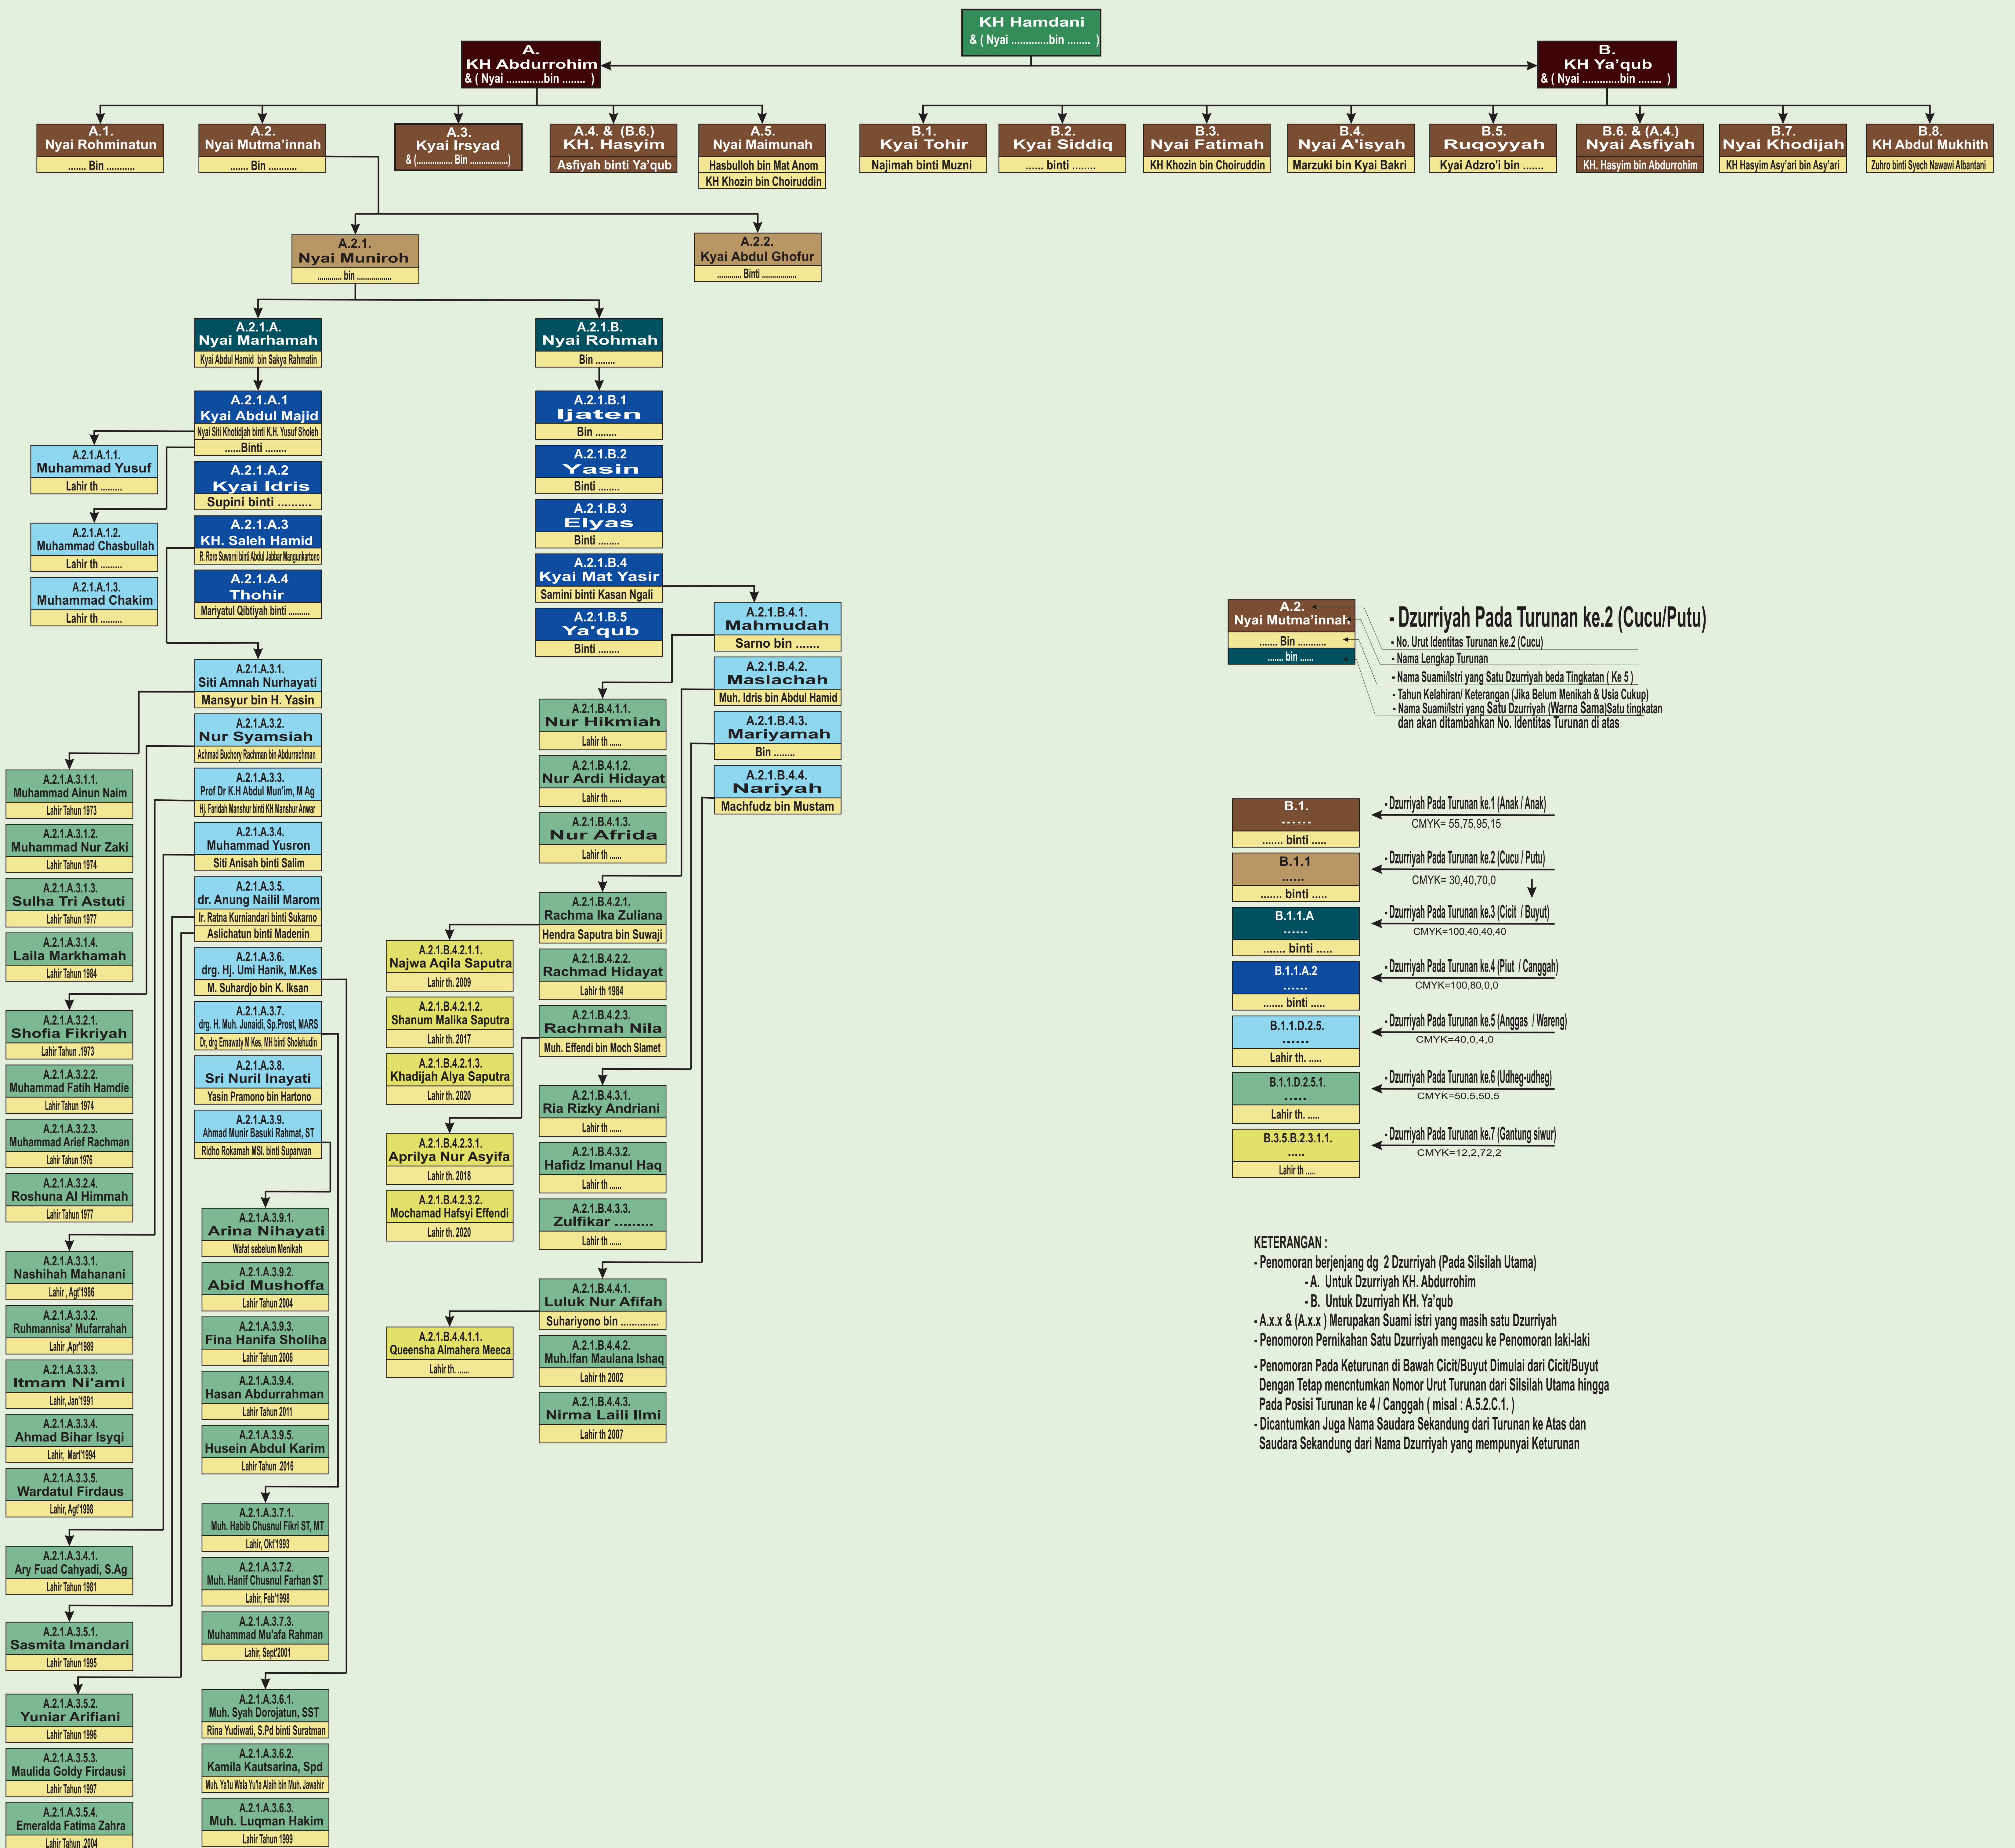 KH Hamdani
& ( Nyai .............bin ........ )
A.
KH Abdurrohim
& ( Nyai .............bin ........ )
B.
KH Ya'qub
& ( Nyai .............bin ........ )
A.1.
Nyai Rohminatun
....... Bin ...........
A.2.
Nyai Mutma'innah
....... Bin ...........
A.3.
Kyai Irsyad
& (................ Bin ................)
A.4. & (B.6.)
KH. Hasyim
Asfiyah binti Ya'qub
A.5.
Nyai Maimunah
Hasbulloh bin Mat Anom
KH Khozin bin Choiruddin
B.1.
Kyai Tohir
Najimah binti Muzni
B.2.
Kyai Siddiq
...... binti ........
B.3.
Nyai Fatimah
KH Khozin bin Choiruddin
B.4.
Nyai A'isyah
Marzuki bin Kyai Bakri
B.5.
Ruqoyyah
Kyai Adzro'i bin .......
B.6. & (A.4.)
Nyai Asfiyah
KH. Hasyim bin Abdurrohim
B.7.
Nyai Khodijah
KH Hasyim Asy'ari bin Asy'ari
B.8.
KH Abdul Mukhith
Zuhro binti Syech Nawawi Albantani
A.2.1.
Nyai Muniroh
............ bin .................
A.2.2.
Kyai Abdul Ghofur
............ Binti .................
A.2.1.A.
Nyai Marhamah
Kyai Abdul Hamid bin Sakya Rahmatin
A.2.1.B.
Nyai Rohmah
Bin ........
A.2.1.A.1
Kyai Abdul Majid
Nyai Siti Khotidjah binti K.H. Yusuf Sholeh
......Binti ........
A.2.1.A.1.1.
Muhammad Yusuf
Lahir th .........
A.2.1.A.2
Kyai Idris
Supini binti ..........
A.2.1.A.1.2.
Muhammad Chasbullah
Lahir th .........
A.2.1.A.3
KH. Saleh Hamid
R. Roro Suwarni binti Abdul Jabbar Mangunkartono
A.2.1.A.1.3.
Muhammad Chakim
Lahir th .........
A.2.1.A.4
Thohir
Mariyatul Qibtiyah binti ..........
A.2.1.B.1
Ijaten
Bin ........
A.2.1.B.2
Yasin
Binti ........
A.2.1.B.3
Elyas
Binti ........
A.2.1.B.4
Kyai Mat Yasir
Samini binti Kasan Ngali
A.2.1.B.5
Ya'qub
Binti ........
A.2.1.B.4.1.
Mahmudah
Sarno bin .......
A.2.1.B.4.2.
Maslachah
Muh. Idris bin Abdul Hamid
A.2.1.B.4.3.
Mariyamah
Bin ........
A.2.1.B.4.4.
Nariyah
Machfudz bin Mustam
A.2.1.A.3.1.
Siti Amnah Nurhayati
Mansyur bin H. Yasin
A.2.1.A.3.2.
Nur Syamsiah
Achmad Buchory Rachman bin Abdurrachman
A.2.1.A.3.3.
Prof Dr K.H Abdul Mun'im, M Ag
Hj. Faridah Manshur binti KH Manshur Anwar
A.2.1.A.3.4.
Muhammad Yusron
Siti Anisah binti Salim
A.2.1.A.3.5.
dr. Anung Nailil Marom
Ir. Ratna Kurniandari binti Sukarno
Aslichatun binti Madenin
A.2.1.A.3.6.
drg. Hj. Umi Hanik, M.Kes
M. Suhardjo bin K. Iksan
A.2.1.A.3.7.
drg. H. Muh. Junaidi, Sp.Prost, MARS
Dr, drg Ernawaty M Kes, MH binti Sholehudin
A.2.1.A.3.8.
Sri Nuril Inayati
Yasin Pramono bin Hartono
A.2.1.A.3.9.
Ahmad Munir Basuki Rahmat, ST
Ridho Rokamah MSI. binti Suparwan
A.2.1.A.3.1.1.
Muhammad Ainun Naim
Lahir Tahun 1973
A.2.1.A.3.1.2.
Muhammad Nur Zaki
Lahir Tahun 1974
A.2.1.A.3.1.3.
Sulha Tri Astuti
Lahir Tahun 1977
A.2.1.A.3.1.4.
Laila Markhamah
Lahir Tahun 1984
A.2.1.A.3.2.1.
Shofia Fikriyah
Lahir Tahun .1973
A.2.1.A.3.2.2.
Muhammad Fatih Hamdie
Lahir Tahun 1974
A.2.1.A.3.2.3.
Muhammad Arief Rachman
Lahir Tahun 1976
A.2.1.A.3.2.4.
Roshuna Al Himmah
Lahir Tahun 1977
A.2.1.A.3.3.1.
Nashihah Mahanani
Lahir , Agt'1986
A.2.1.A.3.3.2.
Ruhmannisa' Mufarrahah
Lahir ,Apr'1989
A.2.1.A.3.3.3.
Itmam Ni'ami
Lahir, Jan'1991
A.2.1.A.3.3.4.
Ahmad Bihar Isyqi
Lahir, Mart'1994
A.2.1.A.3.3.5.
Wardatul Firdaus
Lahir, Agt'1998
A.2.1.A.3.4.1.
Ary Fuad Cahyadi, S.Ag
Lahir Tahun 1981
A.2.1.A.3.5.1.
Sasmita Imandari
Lahir Tahun 1995
A.2.1.A.3.5.2.
Yuniar Arifiani
Lahir Tahun 1996
A.2.1.A.3.5.3.
Maulida Goldy Firdausi
Lahir Tahun 1997
A.2.1.A.3.5.4.
Emeralda Fatima Zahra
Lahir Tahun .2004
A.2.1.A.3.9.1.
Arina Nihayati
Wafat sebelum Menikah
A.2.1.A.3.9.2.
Abid Mushoffa
Lahir Tahun 2004
A.2.1.A.3.9.3.
Fina Hanifa Sholiha
Lahir Tahun 2006
A.2.1.A.3.9.4.
Hasan Abdurrahman
Lahir Tahun 2011
A.2.1.A.3.9.5.
Husein Abdul Karim
Lahir Tahun .2016
A.2.1.A.3.7.1.
Muh. Habib Chusnul Fikri ST, MT
Lahir, Okt'1993
A.2.1.A.3.7.2.
Muh. Hanif Chusnul Farhan ST
Lahir, Feb'1998
A.2.1.A.3.7.3.
Muhammad Mu'afa Rahman
Lahir, Sept'2001
A.2.1.A.3.6.1.
Muh. Syah Dorojatun, SST
Rina Yudiwati, S.Pd binti Suratman
A.2.1.A.3.6.2.
Kamila Kautsarina, Spd
Muh. Ya'lu Wala Yu'la Alaih bin Muh. Jawahir
A.2.1.A.3.6.3.
Muh. Luqman Hakim
Lahir Tahun 1999
A.2.1.B.4.1.1.
Nur Hikmiah
Lahir th ......
A.2.1.B.4.1.2.
Nur Ardi Hidayat
Lahir th ......
A.2.1.B.4.1.3.
Nur Afrida
Lahir th ......
A.2.1.B.4.2.1.
Rachma Ika Zuliana
Hendra Saputra bin Suwaji
A.2.1.B.4.2.2.
Rachmad Hidayat
Lahir th 1984
A.2.1.B.4.2.3.
Rachmah Nila
Muh. Effendi bin Moch Slamet
A.2.1.B.4.2.1.1.
Najwa Aqila Saputra
Lahir th. 2009
A.2.1.B.4.2.1.2.
Shanum Malika Saputra
Lahir th. 2017
A.2.1.B.4.2.1.3.
Khadijah Alya Saputra
Lahir th. 2020
A.2.1.B.4.2.3.1.
Aprilya Nur Asyifa
Lahir th. 2018
A.2.1.B.4.2.3.2.
Mochamad Hafsyi Effendi
Lahir th. 2020
A.2.1.B.4.3.1.
Ria Rizky Andriani
Lahir th ......
A.2.1.B.4.3.2.
Hafidz Imanul Haq
Lahir th ......
A.2.1.B.4.3.3.
Zulfikar .........
Lahir th ......
A.2.1.B.4.4.1.
Luluk Nur Afifah
Suhariyono bin .............
A.2.1.B.4.4.1.1.
Queensha Almahera Meeca
Lahir th. ......
A.2.1.B.4.4.2.
Muh.Ifan Maulana Ishaq
Lahir th 2002
A.2.1.B.4.4.3.
Nirma Laili Ilmi
Lahir th 2007
A.2.
Nyai Mutma'innah
....... Bin ...........
....... bin ......
- Dzurriyah Pada Turunan ke.2 (Cucu/Putu)
- No. Urut Identitas Turunan ke.2 (Cucu)
- Nama Lengkap Turunan
- Nama Suami/Istri yang Satu Dzurriyah beda Tingkatan ( Ke 5 )
- Tahun Kelahiran/ Keterangan (Jika Belum Menikah & Usia Cukup)
- Nama Suami/Istri yang Satu Dzurriyah (Warna Sama)Satu tingkatan
dan akan ditambahkan No. Identitas Turunan di atas
B.1.
......
....... binti .....
- Dzurriyah Pada Turunan ke.1 (Anak / Anak)
CMYK= 55,75,95,15
B.1.1
......
....... binti .....
- Dzurriyah Pada Turunan ke.2 (Cucu / Putu)
CMYK= 30,40,70,0
B.1.1.A
......
....... binti .....
- Dzurriyah Pada Turunan ke.3 (Cicit / Buyut)
CMYK=100,40,40,40
B.1.1.A.2
......
....... binti .....
- Dzurriyah Pada Turunan ke.4 (Piut / Canggah)
CMYK=100,80,0,0
B.1.1.D.2.5.
......
Lahir th. .....
- Dzurriyah Pada Turunan ke.5 (Anggas / Wareng)
CMYK=40,0,4,0
B.1.1.D.2.5.1.
.....
Lahir th. .....
- Dzurriyah Pada Turunan ke.6 (Udheg-udheg)
CMYK=50,5,50,5
B.3.5.B.2.3.1.1.
.....
Lahir th .....
- Dzurriyah Pada Turunan ke.7 (Gantung siwur)
CMYK=12,2,72,2
KETERANGAN :
- Penomoran berjenjang dg 2 Dzurriyah (Pada Silsilah Utama)
- A. Untuk Dzurriyah KH. Abdurrohim
- B. Untuk Dzurriyah KH. Ya'qub
- A.x.x & (A.x.x ) Merupakan Suami istri yang masih satu Dzurriyah
- Penomoron Pernikahan Satu Dzurriyah mengacu ke Penomoran laki-laki
- Penomoran Pada Keturunan di Bawah Cicit/Buyut Dimulai dari Cicit/Buyut
Dengan Tetap mencntumkan Nomor Urut Turunan dari Silsilah Utama hingga
Pada Posisi Turunan ke 4 / Canggah ( misal : A.5.2.C.1. )
- Dicantumkan Juga Nama Saudara Sekandung dari Turunan ke Atas dan
Saudara Sekandung dari Nama Dzurriyah yang mempunyai Keturunan